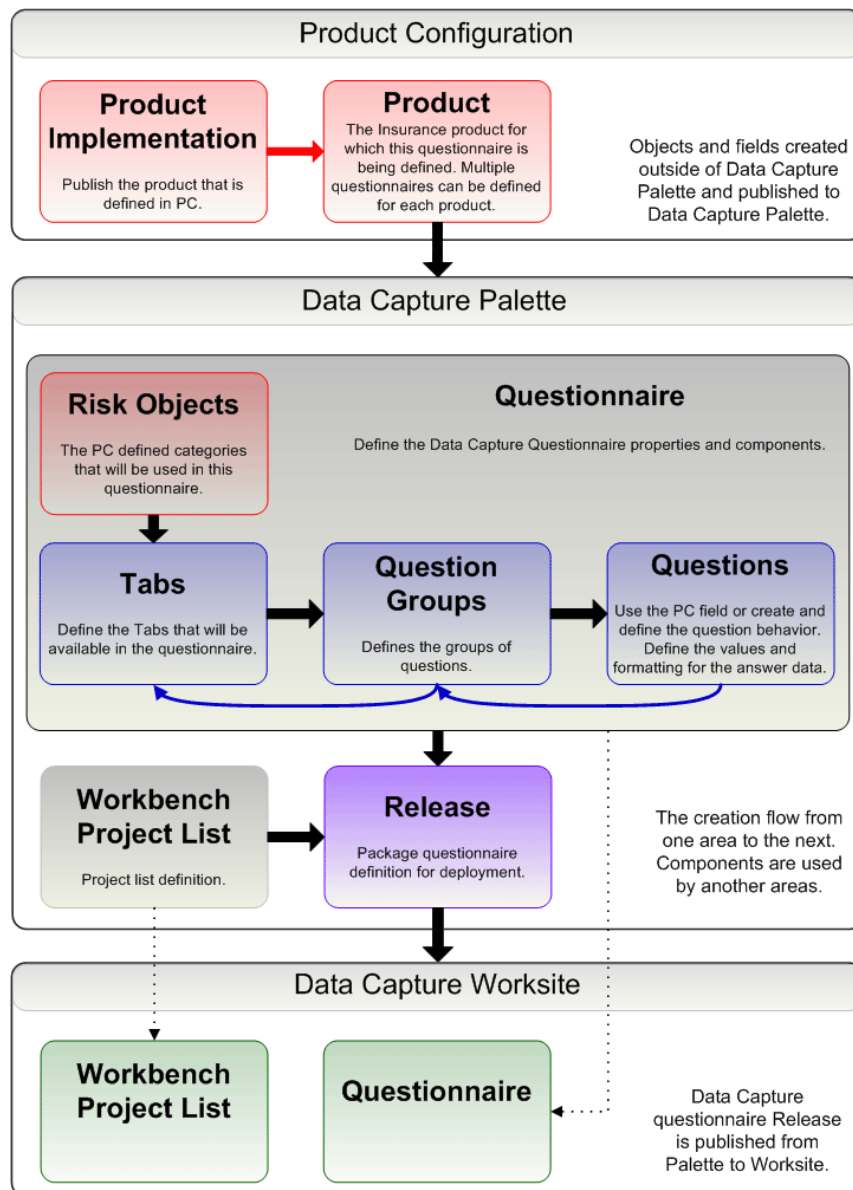 Product Configuration
Product
Implementation
Publish the product that is
defined in PC.
Product
The Insurance product for
which this questionnaire is
being defined. Multiple
questionnaires can be defined
for each product.
Objects and fields created
outside of Data Capture
Palette and published to
Data Capture Palette.
Data Capture Palette
Risk Objects
The PC defined categories
that will be used in this
questionnaire.
Questionnaire
Define the Data Capture Questionnaire properties and components.
Tabs
Define the Tabs that will be
available in the questionnaire.
Question
Groups
Defines the groups of
questions.
Questions
Use the PC field or create and
define the question behavior.
Define the values and
formatting for the answer data.
Workbench
Project List
Project list definition.
Release
Package questionnaire
definition for deployment.
The creation flow from
one area to the next.
Components are used
by another areas.
Data Capture Worksite
Workbench
Project List
Questionnaire
Data Capture
questionnaire Release
is published from
Palette to Worksite.